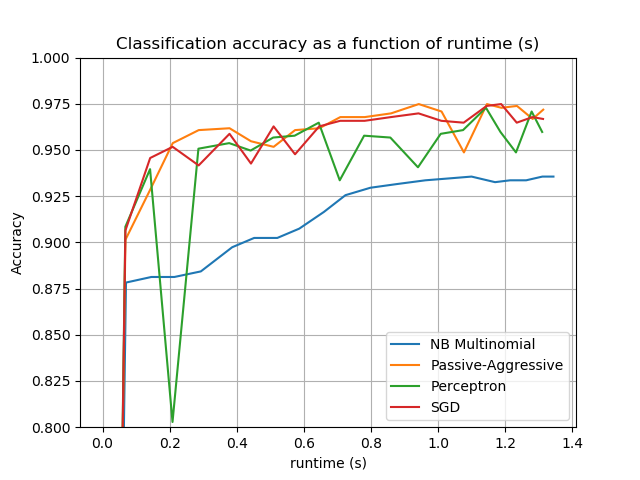 Classification accuracy as a function of runtime (s)
1.000
0.975
0.950
0.925
0.900
0.875
0.850
0.825
0.800
Accuracy
NB Multinomial
Passive-Aggressive
Perceptron
SGD
0.0 0.2 0.4 0.6 0.8 1.0 1.2 1.4
runtime (s)